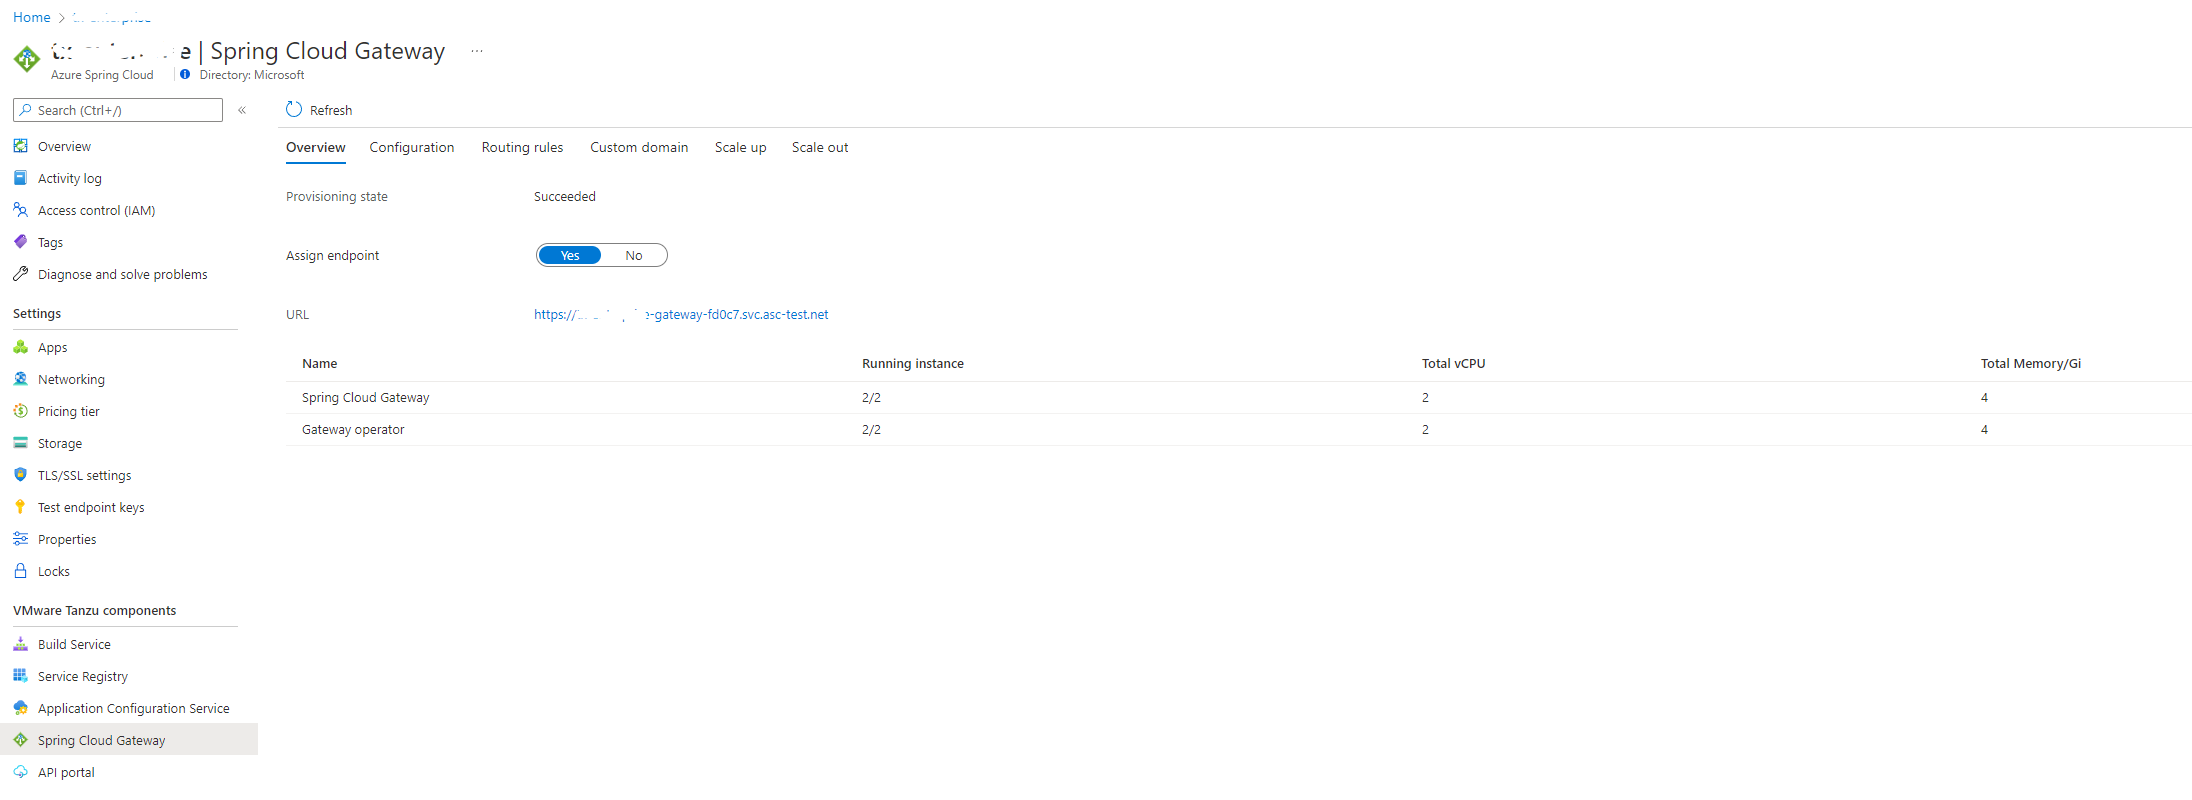 Home
e | Spring Cloud Gateway ...
Azure Spring Cloud Directory: Microsoft
Search (Ctrl+/) «
Refresh
Overview
Activity log
Access control (IAM)
Tags
Diagnose and solve problems
Settings
Apps
Networking
Pricing tier
Storage
TLS/SSL settings
Test endpoint keys
Properties
Locks
VMware Tanzu components
Build Service
Service Registry
Application Configuration Service
Spring Cloud Gateway
API portal
Overview Configuration Routing rules Custom domain Scale up Scale out
Provisioning state Succeeded
Assign endpoint Yes No
URL https:// e-gateway-fd0c7.svc.asc-test.net
Name Running instance Total vCPU Total Memory/Gi
Spring Cloud Gateway 2/2 2 4
Gateway operator 2/2 2 4